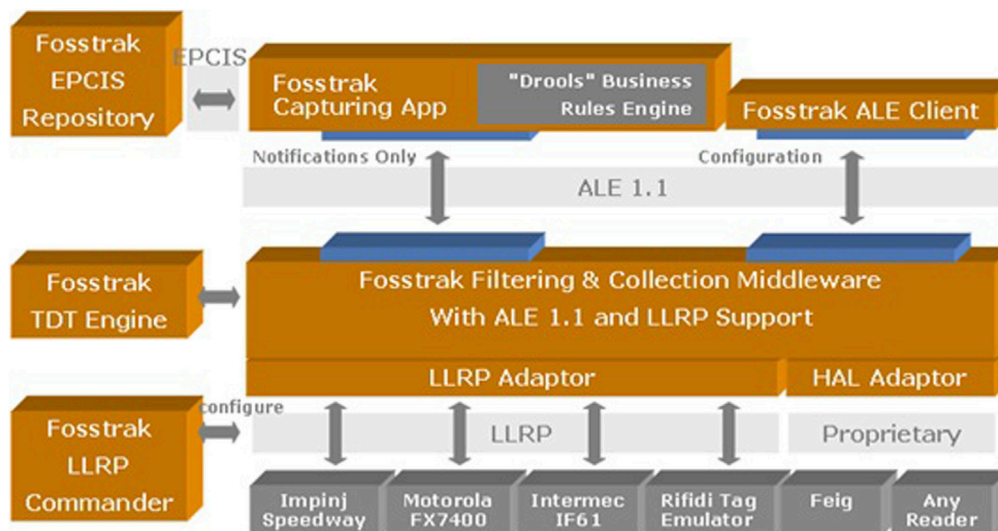 Fosstrak
EPCIS
Repository
EPCIS
Fosstrak
Capturing App
"Drools" Business
Rules Engine
Fosstrak ALE Client
Notifications Only
Configuration
ALE 1.1
Fosstrak
TDT Engine
Fosstrak Filtering & Collection Middleware
With ALE 1.1 and LLRP Support
LLRP Adaptor
HAL Adaptor
Fosstrak
LLRP
Commander
configure
LLRP
Proprietary
Impinj
Speedway
Motorola
FX7400
Intermec
IF61
Rifidi Tag
Emulator
Feig
Any
Reader